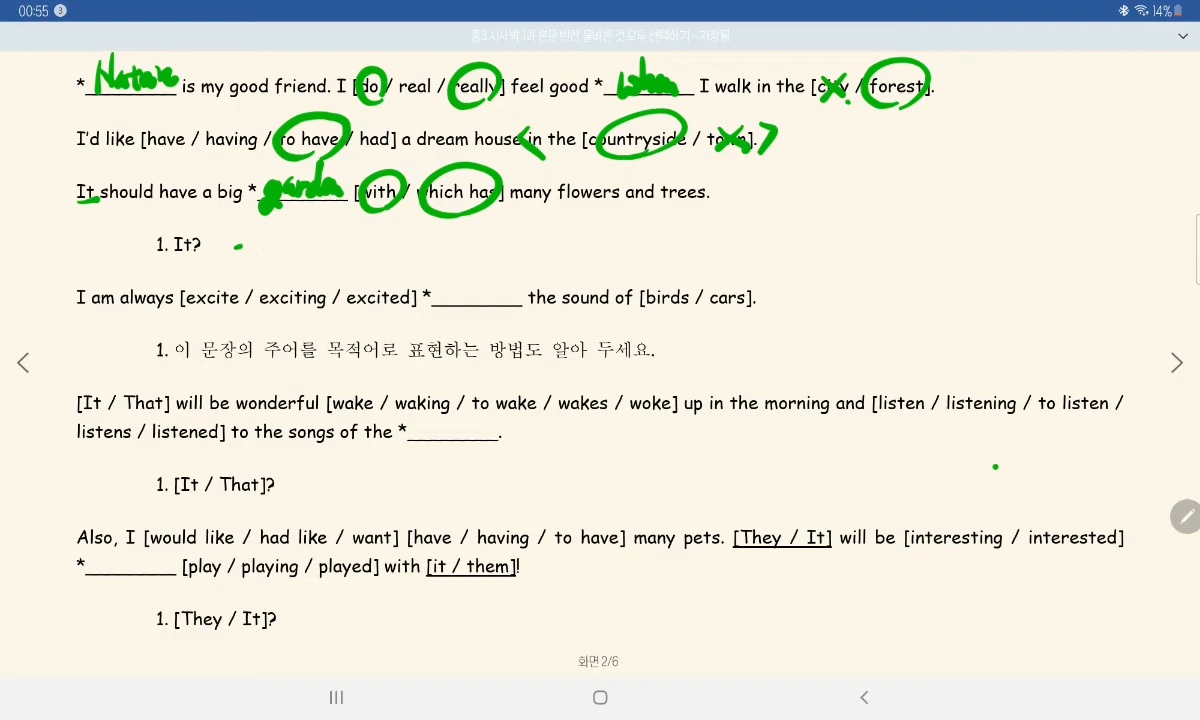 00:55 3 14%
중3 시사박 1과 본문 빈칸 올바른 것 모두 선택하기 - 저장됨
* Nature is my good friend. I [do / real / really] feel good * when I walk in the [city / forest].
I'd like [have / having / to have / had] a dream house < in the [countryside / town]. >
It should have a big * garden [with / which has] many flowers and trees.
1. It?
I am always [excite / exciting / excited] *________ the sound of [birds / cars].
1. 이 문장의 주어를 목적어로 표현하는 방법도 알아 두세요.
[It / That] will be wonderful [wake / waking / to wake / wakes / woke] up in the morning and [listen / listening / to listen /
listens / listened] to the songs of the *________.
1. [It / That]?
Also, I [would like / had like / want] [have / having / to have] many pets. [They / It] will be [interesting / interested]
*________ [play / playing / played] with [it / them]!
1. [They / It]?
화면 2/6